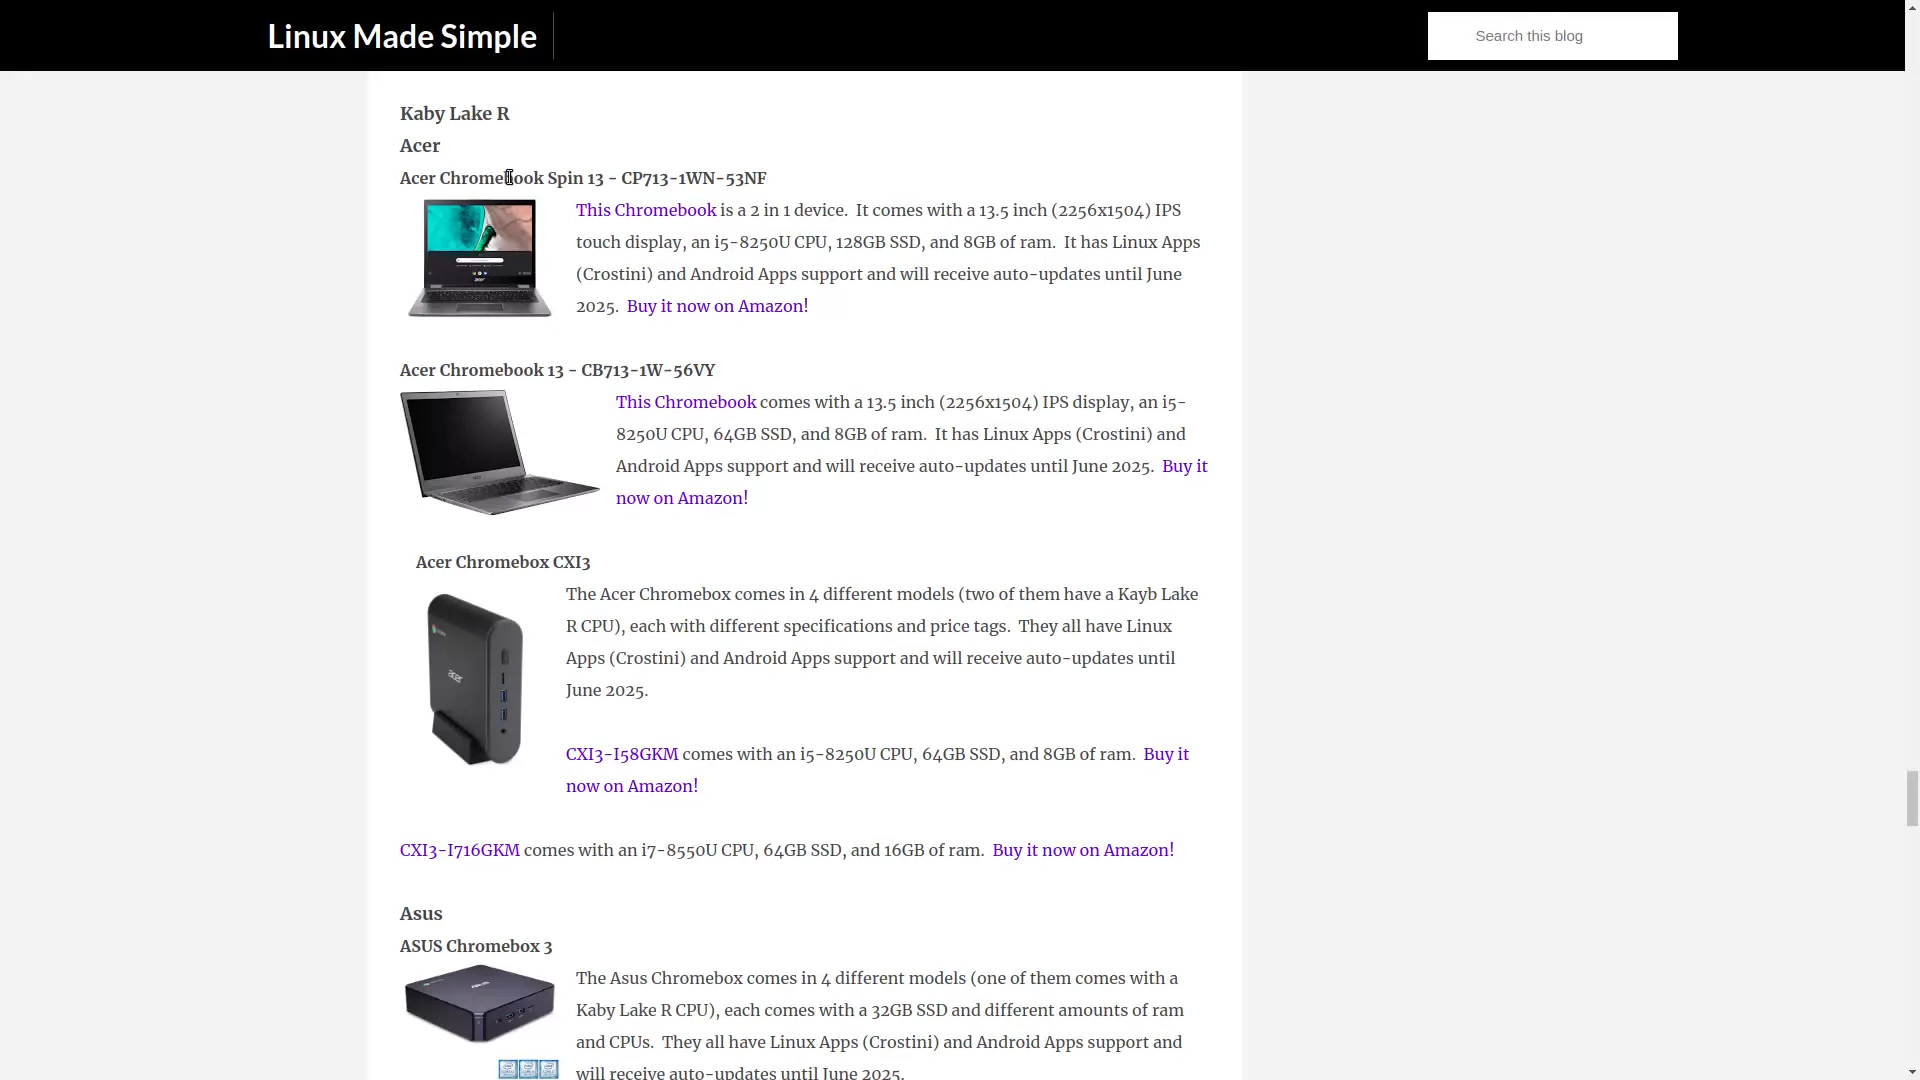 Linux Made Simple
Search this blog
Kaby Lake R
Acer
Acer Chromebook Spin 13 - CP713-1WN-53NF
This Chromebook is a 2 in 1 device.  It comes with a 13.5 inch (2256x1504) IPS
touch display, an i5-8250U CPU, 128GB SSD, and 8GB of ram.  It has Linux Apps
(Crostini) and Android Apps support and will receive auto-updates until June
2025.  Buy it now on Amazon!
Acer Chromebook 13 - CB713-1W-56VY
This Chromebook comes with a 13.5 inch (2256x1504) IPS display, an i5-
8250U CPU, 64GB SSD, and 8GB of ram.  It has Linux Apps (Crostini) and
Android Apps support and will receive auto-updates until June 2025.  Buy it
now on Amazon!
Acer Chromebox CXI3
The Acer Chromebox comes in 4 different models (two of them have a Kayb Lake
R CPU), each with different specifications and price tags.  They all have Linux
Apps (Crostini) and Android Apps support and will receive auto-updates until
June 2025.
acer
CXI3-I58GKM comes with an i5-8250U CPU, 64GB SSD, and 8GB of ram.  Buy it
now on Amazon!
CXI3-I716GKM comes with an i7-8550U CPU, 64GB SSD, and 16GB of ram.  Buy it now on Amazon!
Asus
ASUS Chromebox 3
The Asus Chromebox comes in 4 different models (one of them comes with a
Kaby Lake R CPU), each comes with a 32GB SSD and different amounts of ram
and CPUs.  They all have Linux Apps (Crostini) and Android Apps support and
will receive auto-updates until June 2025.